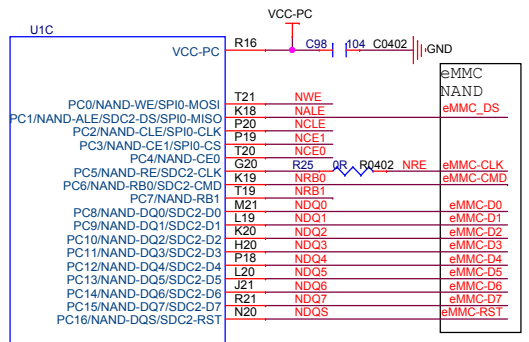 VCC-PC
U1C
VCC-PC R16 C98 104 C0402 GND
eMMC
NAND
PC0/NAND-WE/SPI0-MOSI T21 NWE
PC1/NAND-ALE/SDC2-DS/SPI0-MISO K18 NALE eMMC_DS
PC2/NAND-CLE/SPI0-CLK P20 NCLE
PC3/NAND-CE1/SPI0-CS P19 NCE1
PC4/NAND-CE0 T20 NCE0
PC5/NAND-RE/SDC2-CLK G20 R25 0R R0402 NRE eMMC-CLK
PC6/NAND-RB0/SDC2-CMD K19 NRB0 eMMC-CMD
PC7/NAND-RB1 T19 NRB1
PC8/NAND-DQ0/SDC2-D0 M21 NDQ0 eMMC-D0
PC9/NAND-DQ1/SDC2-D1 L19 NDQ1 eMMC-D1
PC10/NAND-DQ2/SDC2-D2 K20 NDQ2 eMMC-D2
PC11/NAND-DQ3/SDC2-D3 H20 NDQ3 eMMC-D3
PC12/NAND-DQ4/SDC2-D4 P18 NDQ4 eMMC-D4
PC13/NAND-DQ5/SDC2-D5 L20 NDQ5 eMMC-D5
PC14/NAND-DQ6/SDC2-D6 J21 NDQ6 eMMC-D6
PC15/NAND-DQ7/SDC2-D7 R21 NDQ7 eMMC-D7
PC16/NAND-DQS/SDC2-RST N20 NDQS eMMC-RST